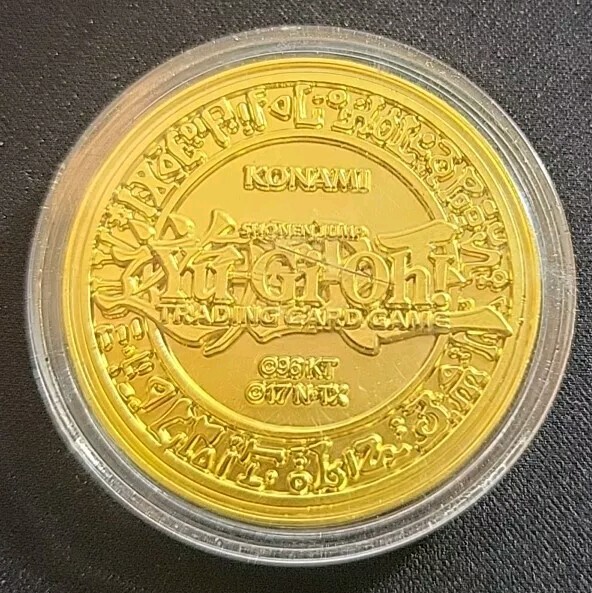 KONAMI
SHONEN JUMP
Yu-Gi-Oh!
TRADING CARD GAME
©96 KT
©17 N·TX